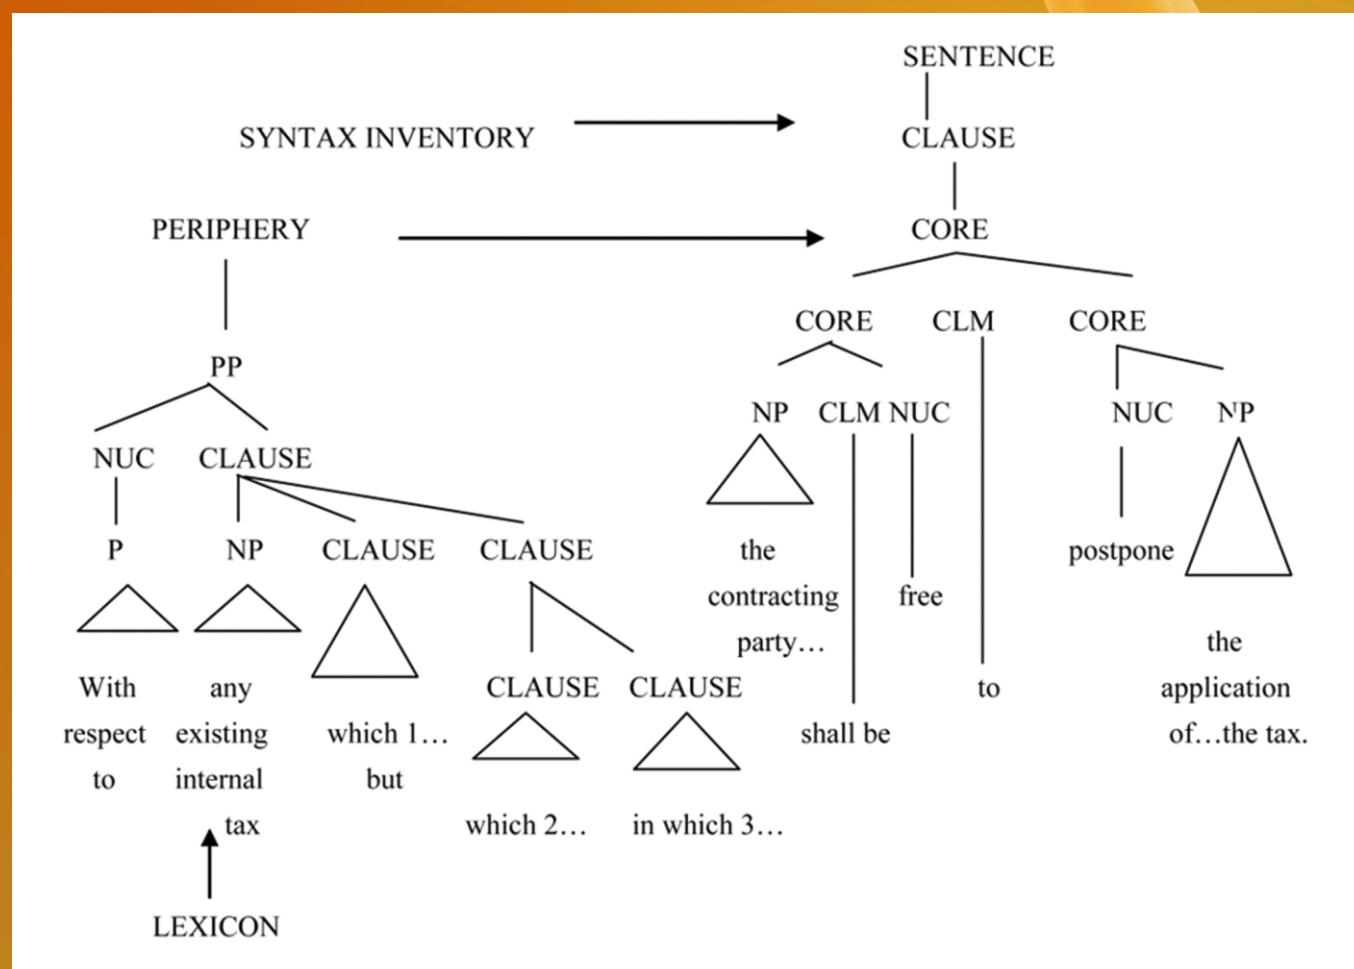 SENTENCE
SYNTAX INVENTORY CLAUSE
PERIPHERY CORE
CORE CLM CORE
PP
NP CLM NUC NUC NP
NUC CLAUSE
P NP CLAUSE CLAUSE the postpone
contracting free
party… the
With any CLAUSE CLAUSE to application
respect existing which 1… shall be of…the tax.
to internal but
tax which 2… in which 3…
LEXICON